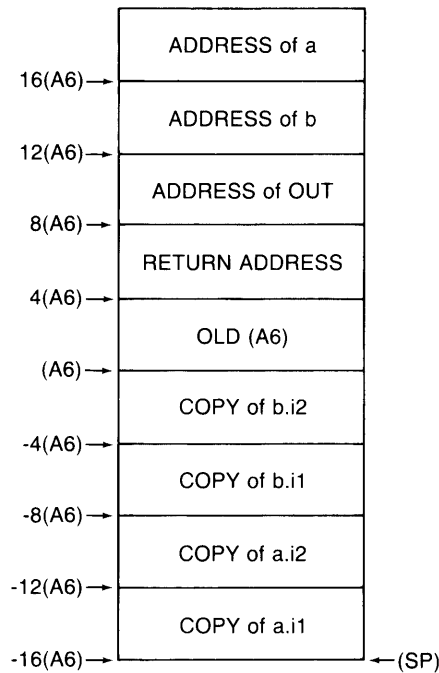 ADDRESS of a
16(A6)
ADDRESS of b
12(A6)
ADDRESS of OUT
8(A6)
RETURN ADDRESS
4(A6)
OLD (A6)
(A6)
COPY of b.i2
-4(A6)
COPY of b.i1
-8(A6)
COPY of a.i2
-12(A6)
COPY of a.i1
-16(A6)
(SP)